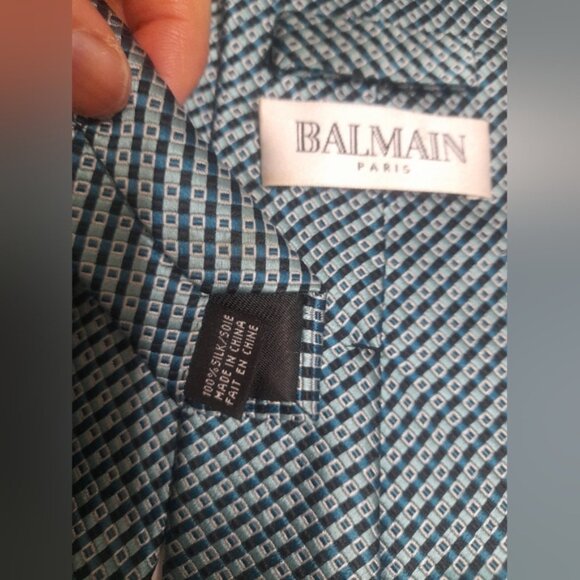 BALMAIN
PARIS
100% SILK/SOIE
MADE IN CHINA
FAIT EN CHINE